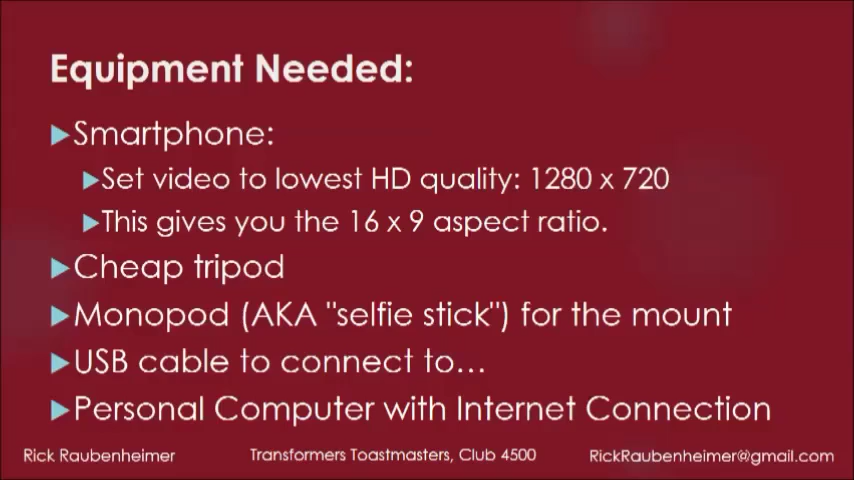 Equipment Needed:
▶Smartphone:
▶Set video to lowest HD quality: 1280 x 720
▶This gives you the 16 x 9 aspect ratio.
▶Cheap tripod
▶Monopod (AKA "selfie stick") for the mount
▶USB cable to connect to...
▶Personal Computer with Internet Connection
Rick Raubenheimer Transformers Toastmasters, Club 4500 RickRaubenheimer@gmail.com